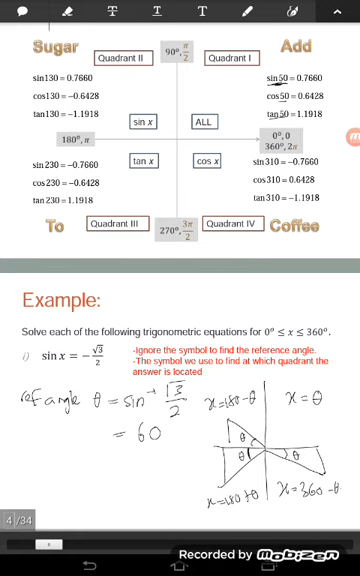 Sugar
Add
Quadrant II
90°, π/2
Quadrant I
sin130 = 0.7660
cos130 = −0.6428
tan130 = −1.1918
sin50 = 0.7660
cos50 = 0.6428
tan50 = 1.1918
sin x
ALL
180°, π
0°, 0
360°, 2π
tan x
cos x
sin230 = −0.7660
cos230 = −0.6428
tan230 = 1.1918
sin310 = −0.7660
cos310 = 0.6428
tan310 = −1.1918
To
Quadrant III
270°, 3π/2
Quadrant IV
Coffee
Example:
Solve each of the following trigonometric equations for 0° ≤ x ≤ 360°.
i) sin x = −√3/2
-Ignore the symbol to find the reference angle.
-The symbol we use to find at which quadrant the
answer is located
ref angle θ = sin⁻¹ √3/2
= 60
x=180-θ
x = θ
θ
θ
θ
x=180+θ
x=360-θ
4 /34
Recorded by Mobizen